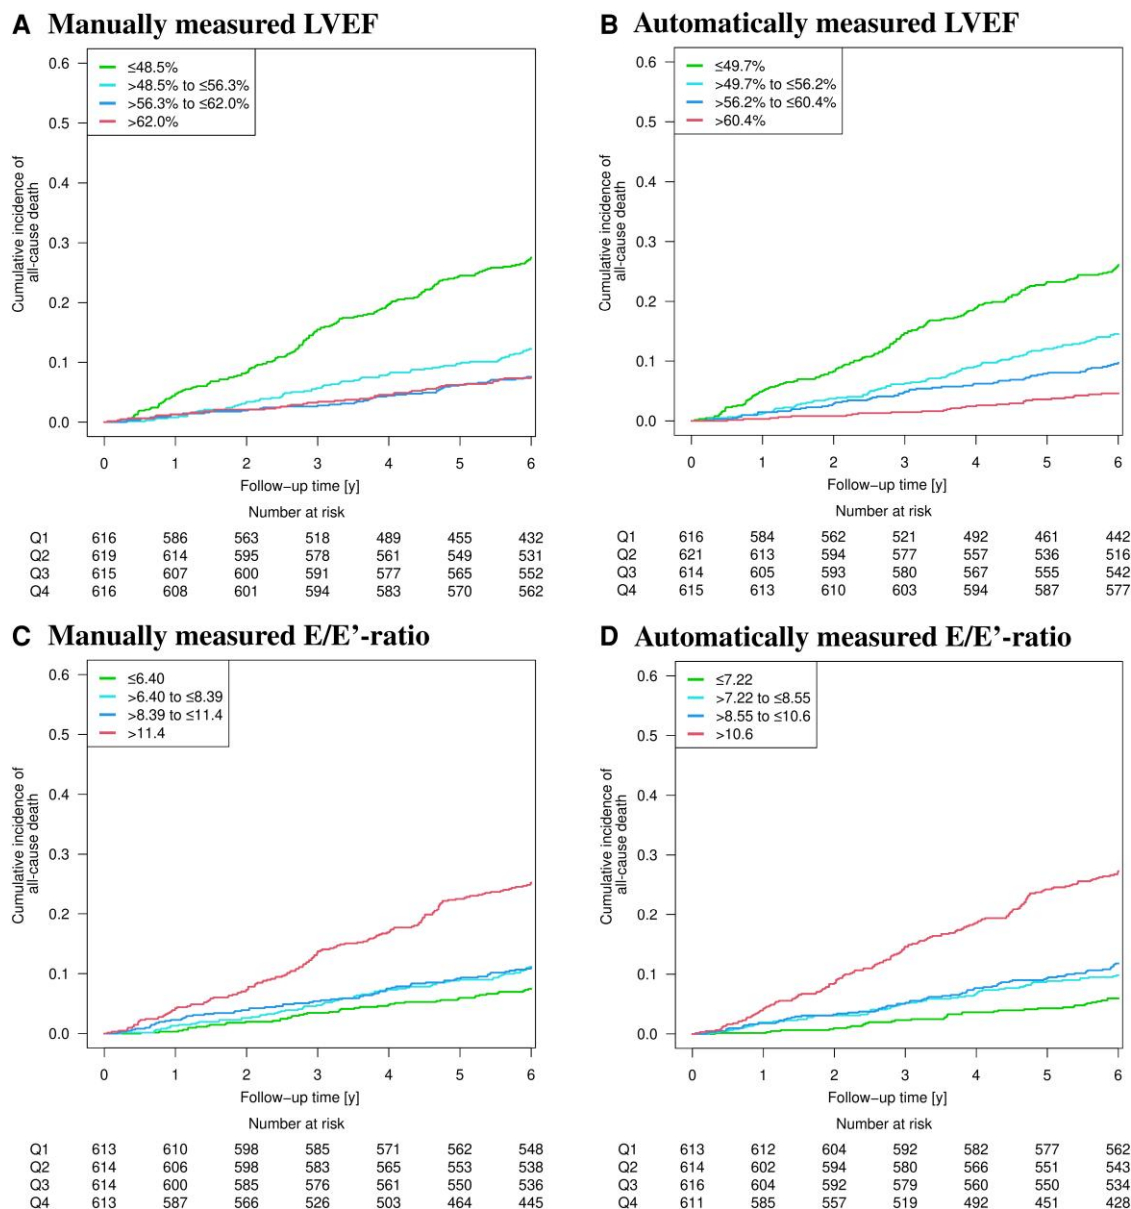 A Manually measured LVEF
0.6
0.5
0.4
0.3
0.2
0.1
0.0
Cumulative incidence of
all-cause death
≤48.5%
>48.5% to ≤56.3%
>56.3% to ≤62.0%
>62.0%
0 1 2 3 4 5 6
Follow-up time [y]
Number at risk
Q1 616 586 563 518 489 455 432
Q2 619 614 595 578 561 549 531
Q3 615 607 600 591 577 565 552
Q4 616 608 601 594 583 570 562
B Automatically measured LVEF
0.6
0.5
0.4
0.3
0.2
0.1
0.0
Cumulative incidence of
all-cause death
≤49.7%
>49.7% to ≤56.2%
>56.2% to ≤60.4%
>60.4%
0 1 2 3 4 5 6
Follow-up time [y]
Number at risk
Q1 616 584 562 521 492 461 442
Q2 621 613 594 577 557 536 516
Q3 614 605 593 580 567 555 542
Q4 615 613 610 603 594 587 577
C Manually measured E/E’-ratio
0.6
0.5
0.4
0.3
0.2
0.1
0.0
Cumulative incidence of
all-cause death
≤6.40
>6.40 to ≤8.39
>8.39 to ≤11.4
>11.4
0 1 2 3 4 5 6
Follow-up time [y]
Number at risk
Q1 613 610 598 585 571 562 548
Q2 614 606 598 583 565 553 538
Q3 614 600 585 576 561 550 536
Q4 613 587 566 526 503 464 445
D Automatically measured E/E’-ratio
0.6
0.5
0.4
0.3
0.2
0.1
0.0
Cumulative incidence of
all-cause death
≤7.22
>7.22 to ≤8.55
>8.55 to ≤10.6
>10.6
0 1 2 3 4 5 6
Follow-up time [y]
Number at risk
Q1 613 612 604 592 582 577 562
Q2 614 602 594 580 566 551 543
Q3 616 604 592 579 560 550 534
Q4 611 585 557 519 492 451 428